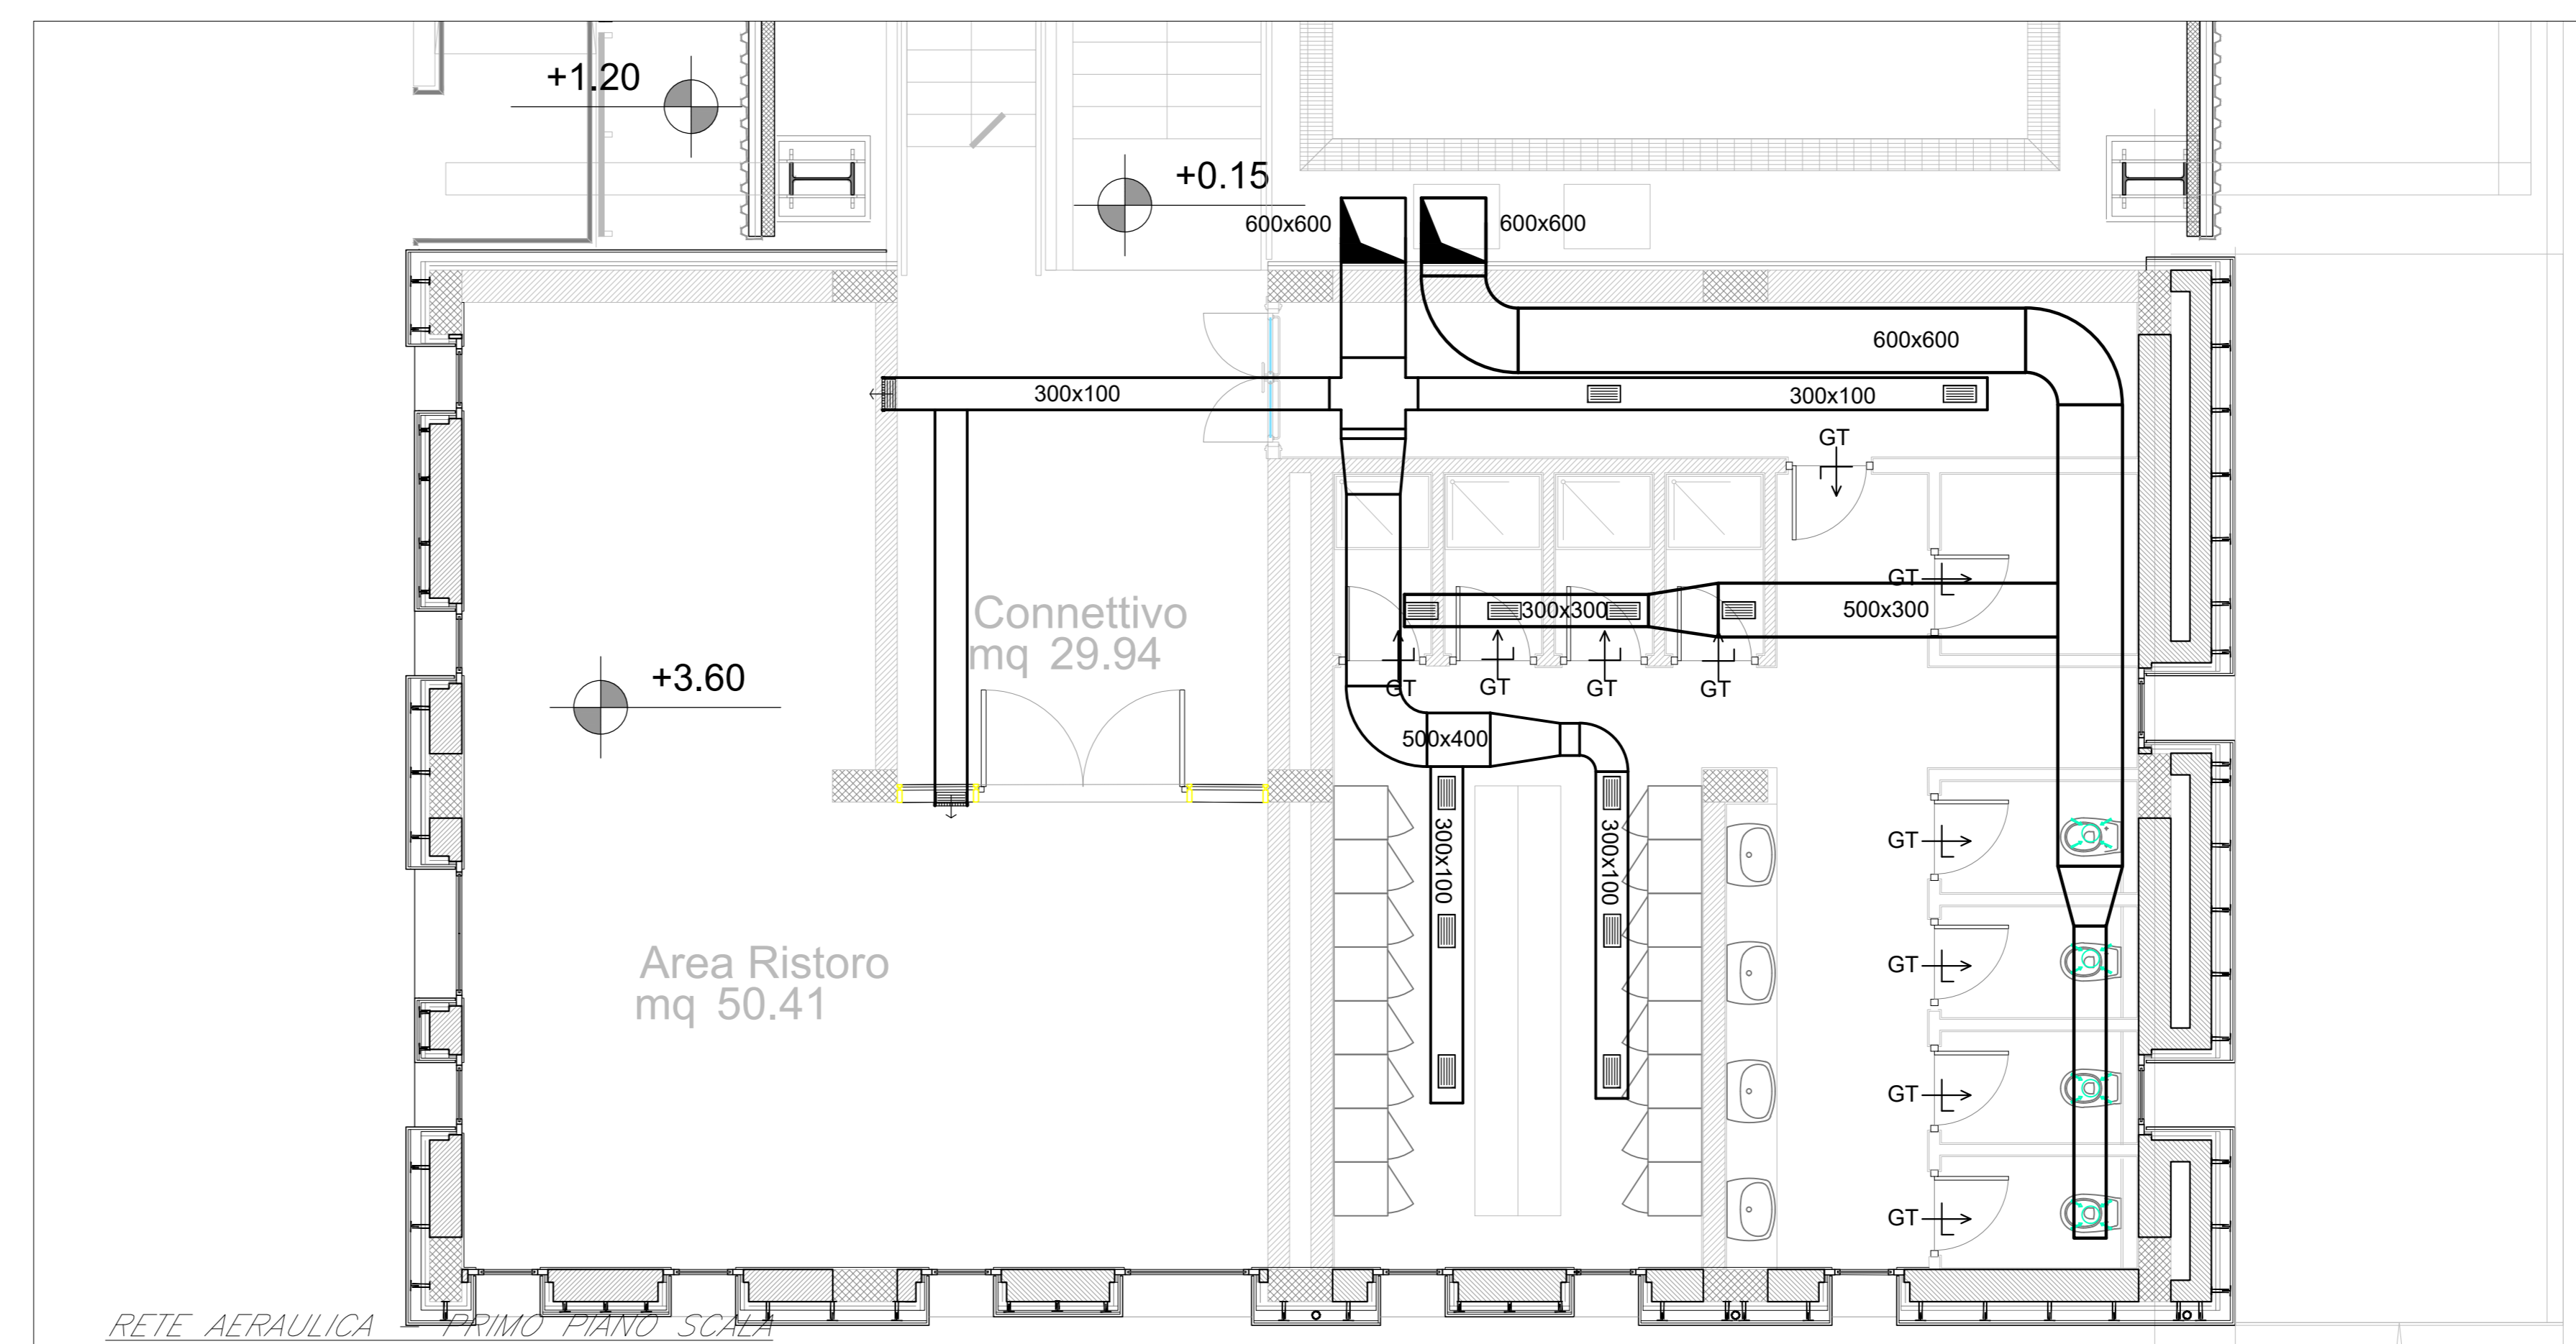 +1.20
+0.15
600x600
600x600
600x600
300x100
300x100
GT
GT
Connettivo
mq 29.94
300x300
500x300
+3.60
GT
GT
GT
GT
500x400
300x100
300x100
GT
Area Ristoro
mq 50.41
GT
GT
GT
RETE AERAULICA - PRIMO PIANO SCALA